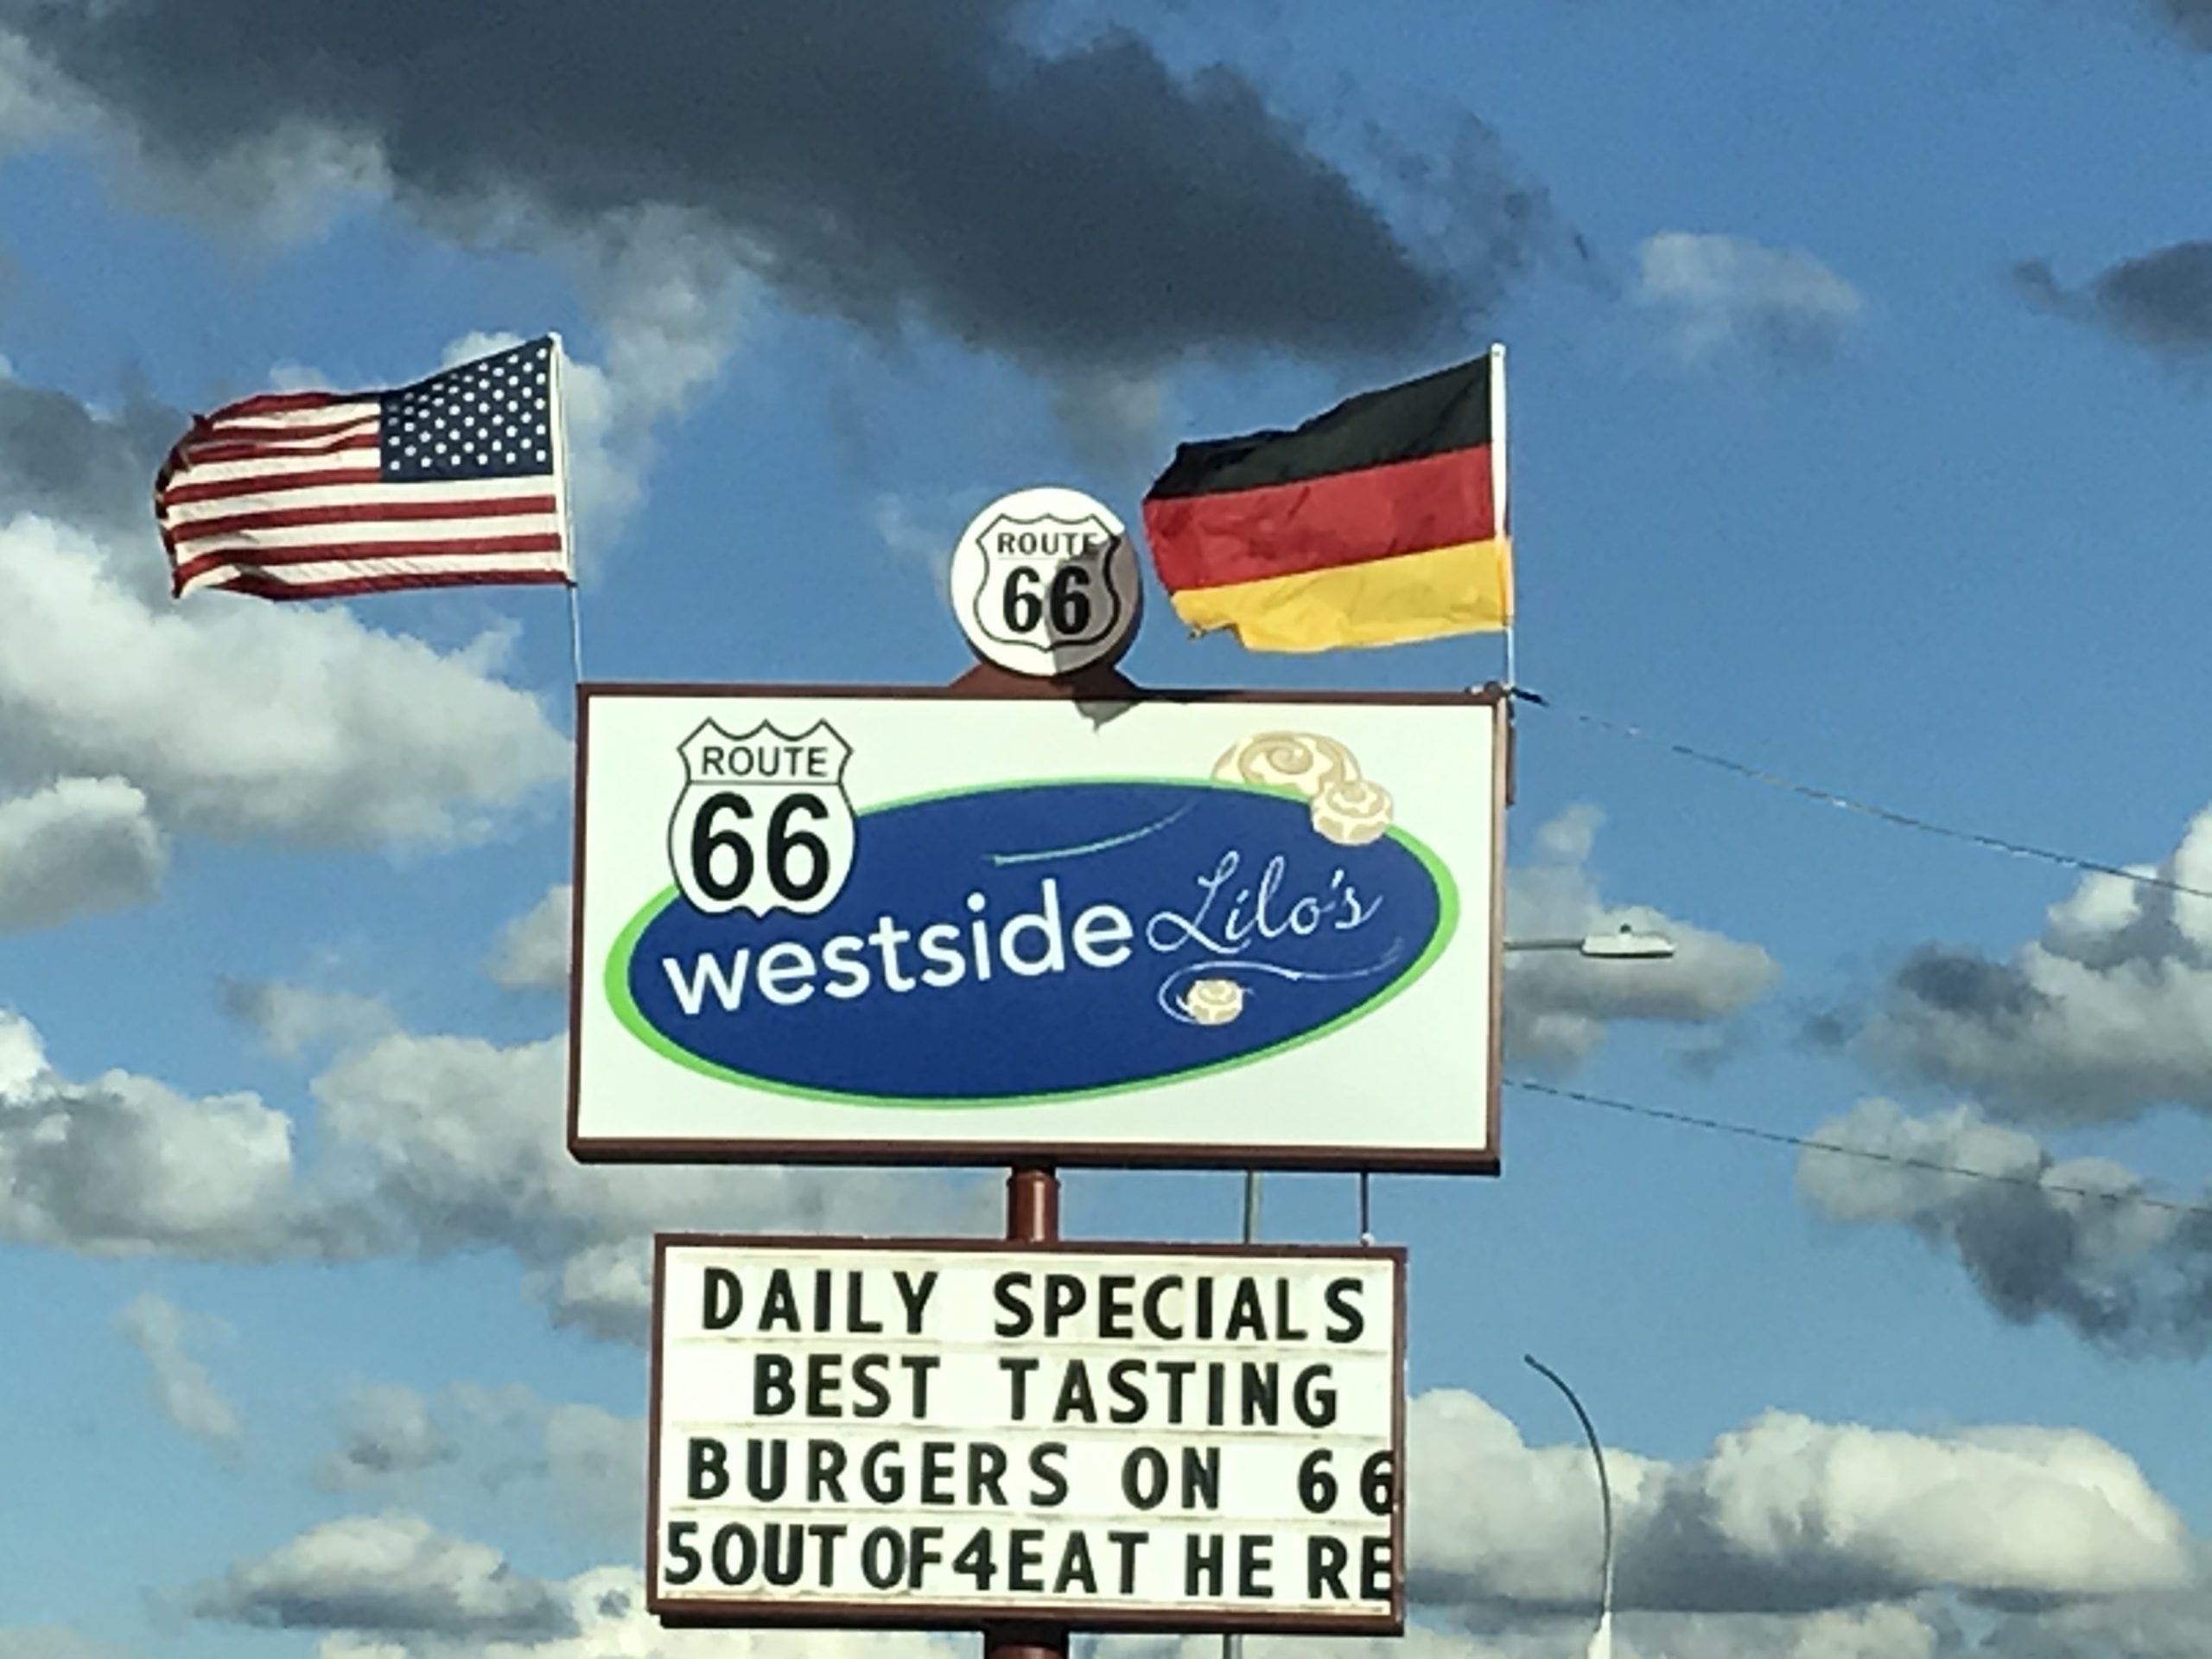 ROUTE
66
ROUTE
66
westside Lilo's
DAILY SPECIALS
BEST TASTING
BURGERS ON 66
5OUT OF4EAT HE RE